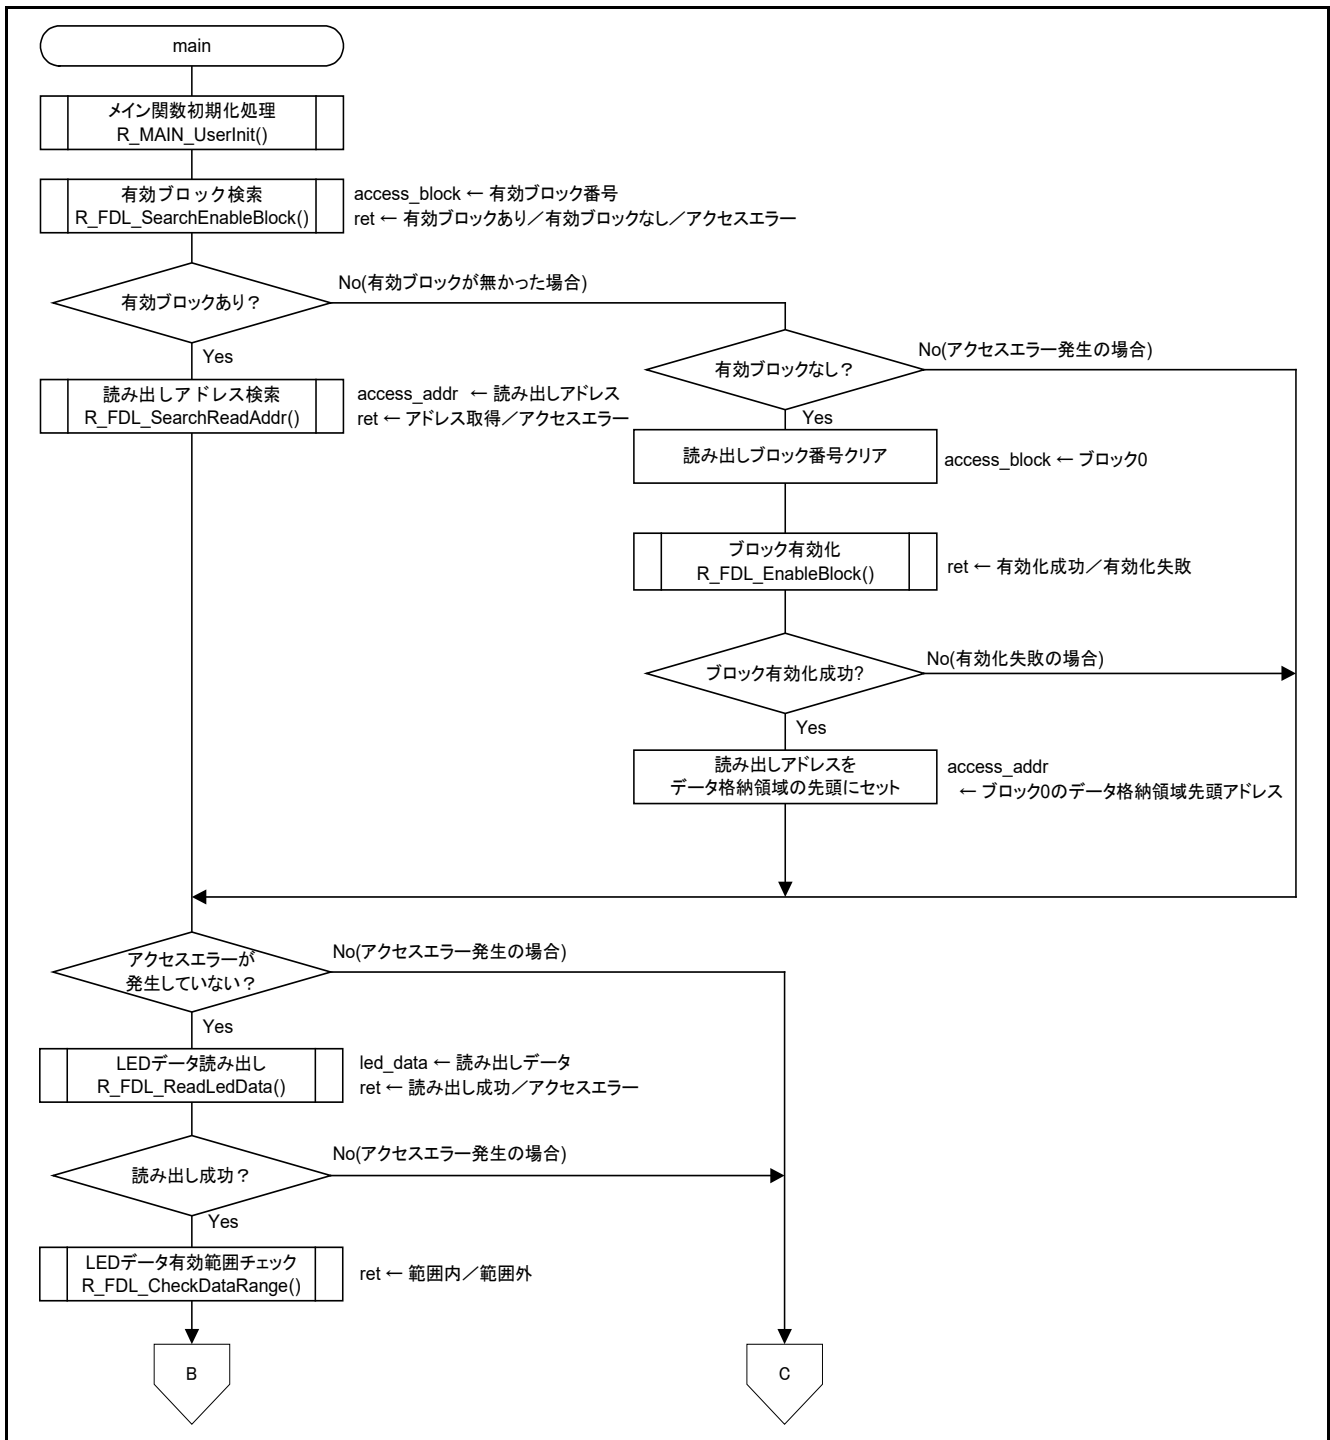 main
メイン関数初期化処理
R_MAIN_UserInit()
有効ブロック検索
R_FDL_SearchEnableBlock()
access_block ← 有効ブロック番号
ret ← 有効ブロックあり／有効ブロックなし／アクセスエラー
有効ブロックあり？
No(有効ブロックが無かった場合)
Yes
有効ブロックなし？
No(アクセスエラー発生の場合)
Yes
読み出しアドレス検索
R_FDL_SearchReadAddr()
access_addr ← 読み出しアドレス
ret ← アドレス取得／アクセスエラー
読み出しブロック番号クリア
access_block ← ブロック0
ブロック有効化
R_FDL_EnableBlock()
ret ← 有効化成功／有効化失敗
ブロック有効化成功?
No(有効化失敗の場合)
Yes
読み出しアドレスを
データ格納領域の先頭にセット
access_addr
← ブロック0のデータ格納領域先頭アドレス
アクセスエラーが
発生していない？
No(アクセスエラー発生の場合)
Yes
LEDデータ読み出し
R_FDL_ReadLedData()
led_data ← 読み出しデータ
ret ← 読み出し成功／アクセスエラー
読み出し成功？
No(アクセスエラー発生の場合)
Yes
LEDデータ有効範囲チェック
R_FDL_CheckDataRange()
ret ← 範囲内／範囲外
B
C